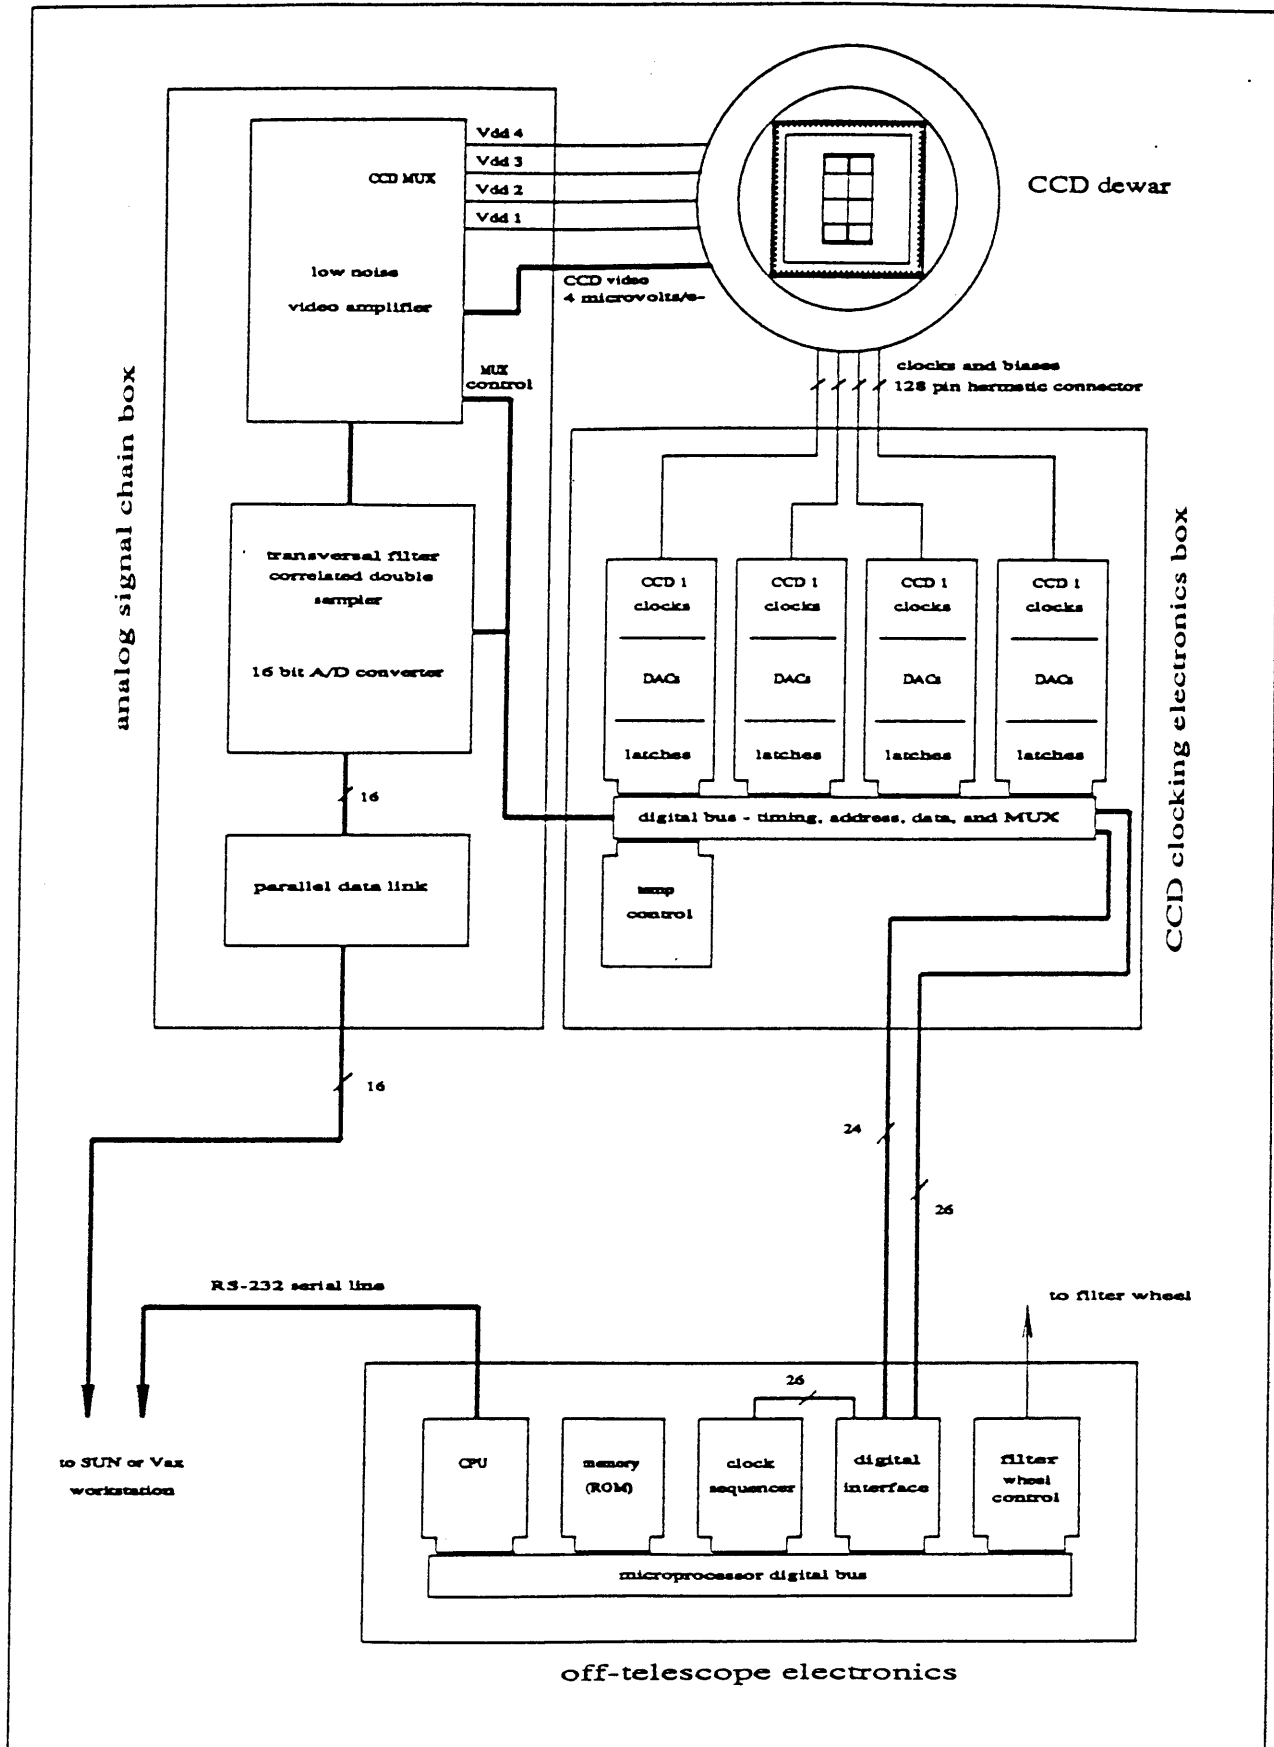 Vdd 4
Vdd 3
Vdd 2
Vdd 1
CCD MUX
low noise
video amplifier
CCD video
4 microvolts/e-
MUX
control
CCD dewar
clocks and biases
128 pin hermetic connector
analog signal chain box
transversal filter
correlated double
sampler
16 bit A/D converter
16
parallel data link
16
CCD clocking electronics box
CCD 1
clocks
DACs
latches
CCD 1
clocks
DACs
latches
CCD 1
clocks
DACs
latches
CCD 1
clocks
DACs
latches
digital bus - timing, address, data, and MUX
temp
control
24
26
RS-232 serial line
to filter wheel
to SUN or Vax
workstation
26
CPU
memory
(ROM)
clock
sequencer
digital
interface
filter
wheel
control
microprocessor digital bus
off-telescope electronics